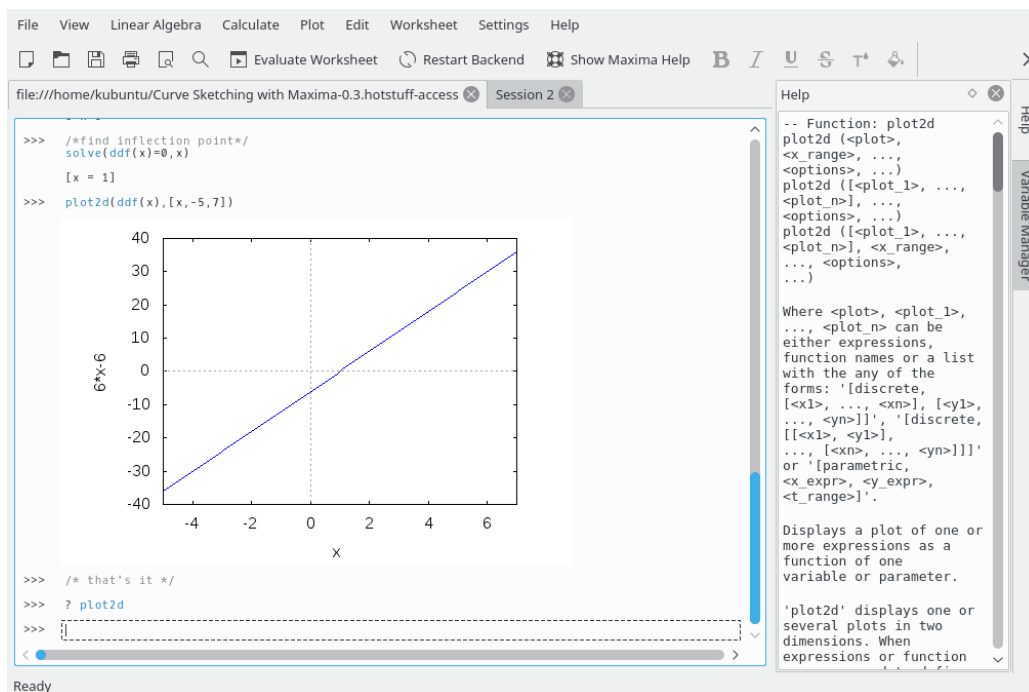 File View Linear Algebra Calculate Plot Edit Worksheet Settings Help
Evaluate Worksheet Restart Backend Show Maxima Help B I U S T
file:///home/kubuntu/Curve Sketching with Maxima-0.3.hotstuff-access Session 2
>>> /*find inflection point*/
solve(ddf(x)=0,x)
[x = 1]
>>> plot2d(ddf(x),[x,-5,7])
40
30
20
10
0
-10
-20
-30
-40
6*x-6
-4 -2 0 2 4 6
x
>>> /* that's it */
>>> ? plot2d
>>>
Help
-- Function: plot2d
plot2d (<plot>,
<x_range>, ...,
<options>, ...)
plot2d ([<plot_1>, ...,
<plot_n>], ...,
<options>, ...)
plot2d ([<plot_1>, ...,
<plot_n>], <x_range>,
..., <options>,
...)
Where <plot>, <plot_1>,
..., <plot_n> can be
either expressions,
function names or a list
with the any of the
forms: '[discrete,
[<x1>, ..., <xn>], [<y1>,
..., <yn>]]', '[discrete,
[[<x1>, <y1>],
..., [<xn>, ..., <yn>]]]'
or '[parametric,
<x_expr>, <y_expr>,
<t_range>]'.
Displays a plot of one or
more expressions as a
function of one
variable or parameter.
'plot2d' displays one or
several plots in two
dimensions. When
expressions or function
Help
Variable Manager
Ready